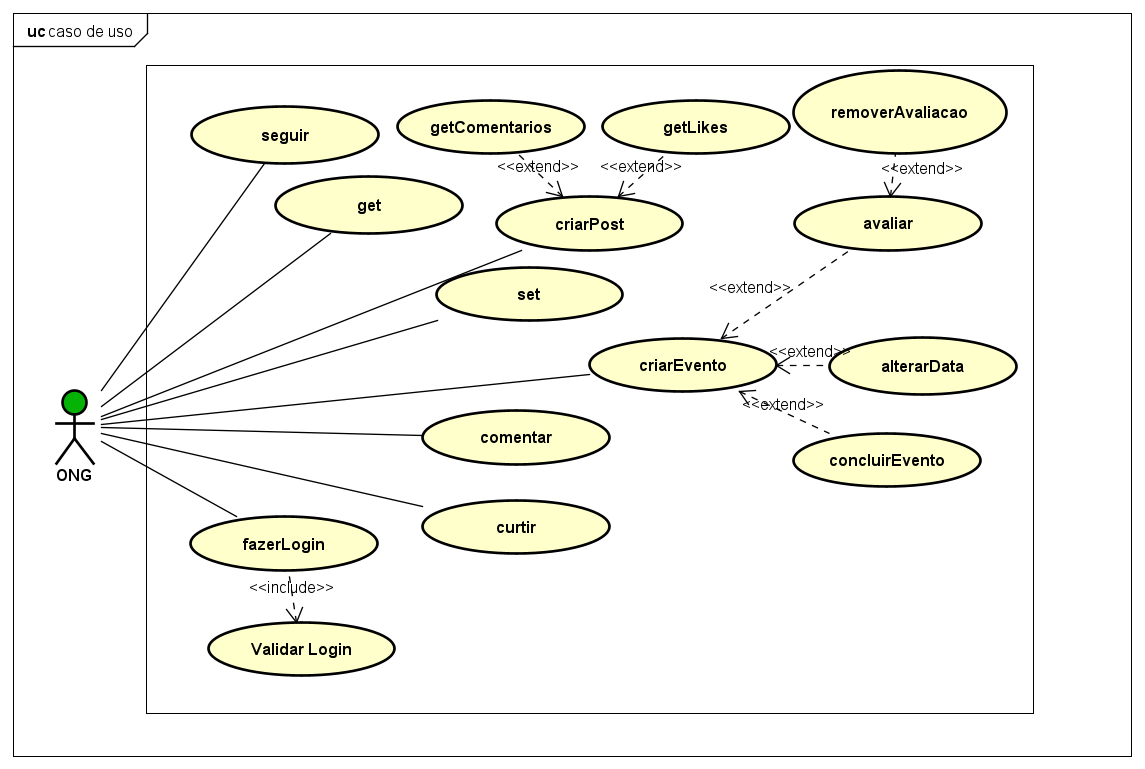 uc caso de uso
seguir
getComentarios
getLikes
removerAvaliacao
<<extend>>
<<extend>>
<<extend>>
get
criarPost
avaliar
set
<<extend>>
criarEvento
<<extend>>
alterarData
<<extend>>
comentar
concluirEvento
ONG
curtir
fazerLogin
<<include>>
Validar Login